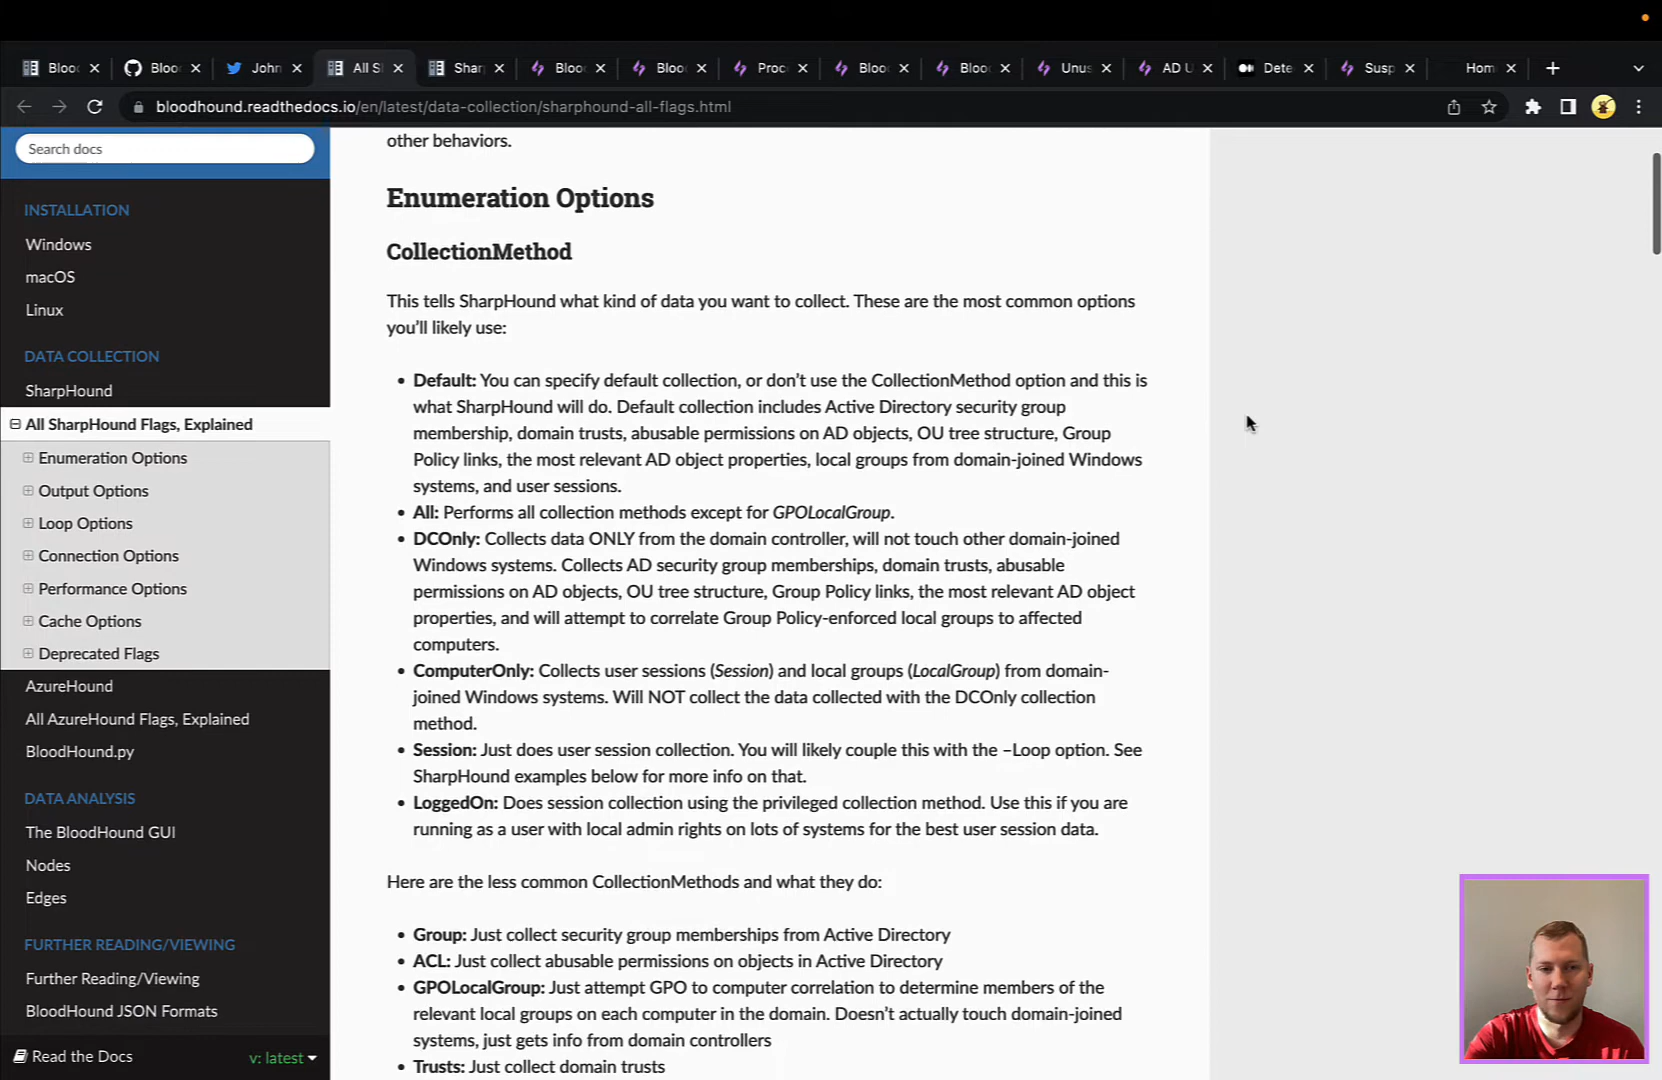 Blood
Bloo
John
All S
Shar
Bloo
Bloo
Proc
Bloo
Bloo
Unus
AD U
Dete
Susp
Hom
bloodhound.readthedocs.io/en/latest/data-collection/sharphound-all-flags.html
Search docs
INSTALLATION
Windows
macOS
Linux
DATA COLLECTION
SharpHound
All SharpHound Flags, Explained
Enumeration Options
Output Options
Loop Options
Connection Options
Performance Options
Cache Options
Deprecated Flags
AzureHound
All AzureHound Flags, Explained
BloodHound.py
DATA ANALYSIS
The BloodHound GUI
Nodes
Edges
FURTHER READING/VIEWING
Further Reading/Viewing
BloodHound JSON Formats
Read the Docs
v: latest
other behaviors.
Enumeration Options
CollectionMethod
This tells SharpHound what kind of data you want to collect. These are the most common options
you'll likely use:
• Default: You can specify default collection, or don't use the CollectionMethod option and this is
what SharpHound will do. Default collection includes Active Directory security group
membership, domain trusts, abusable permissions on AD objects, OU tree structure, Group
Policy links, the most relevant AD object properties, local groups from domain-joined Windows
systems, and user sessions.
• All: Performs all collection methods except for GPOLocalGroup.
• DCOnly: Collects data ONLY from the domain controller, will not touch other domain-joined
Windows systems. Collects AD security group memberships, domain trusts, abusable
permissions on AD objects, OU tree structure, Group Policy links, the most relevant AD object
properties, and will attempt to correlate Group Policy-enforced local groups to affected
computers.
• ComputerOnly: Collects user sessions (Session) and local groups (LocalGroup) from domain-
joined Windows systems. Will NOT collect the data collected with the DCOnly collection
method.
• Session: Just does user session collection. You will likely couple this with the –Loop option. See
SharpHound examples below for more info on that.
• LoggedOn: Does session collection using the privileged collection method. Use this if you are
running as a user with local admin rights on lots of systems for the best user session data.
Here are the less common CollectionMethods and what they do:
• Group: Just collect security group memberships from Active Directory
• ACL: Just collect abusable permissions on objects in Active Directory
• GPOLocalGroup: Just attempt GPO to computer correlation to determine members of the
relevant local groups on each computer in the domain. Doesn't actually touch domain-joined
systems, just gets info from domain controllers
• Trusts: Just collect domain trusts